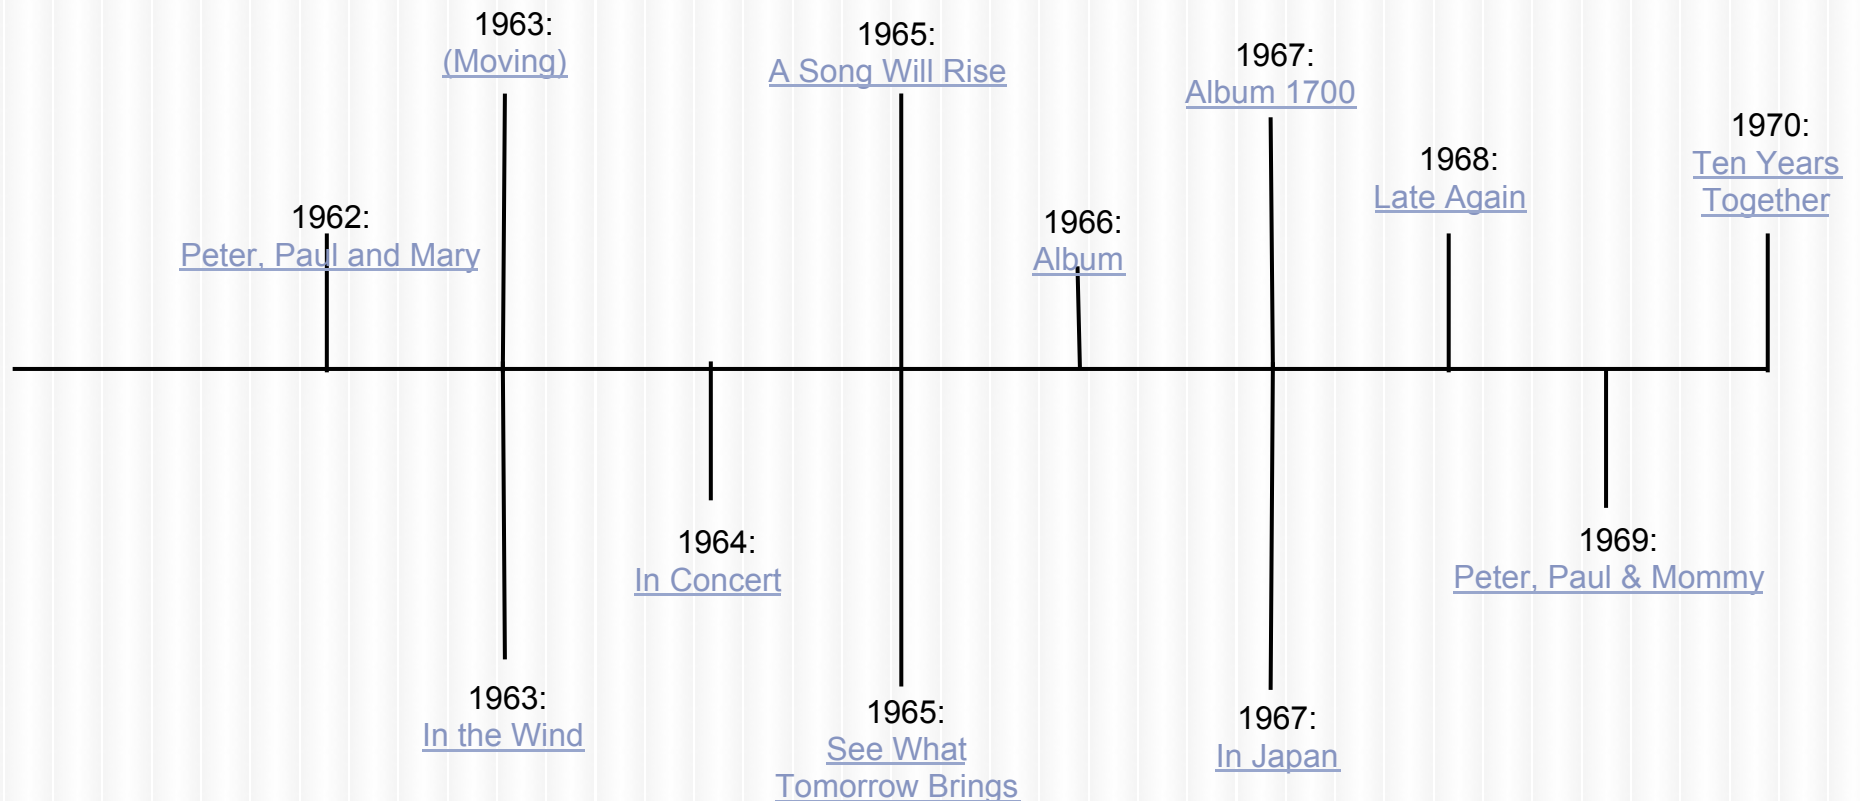 1963:
(Moving)
1965:
A Song Will Rise
1967:
Album 1700
1970:
Ten Years
Together
1968:
Late Again
1962:
Peter, Paul and Mary
1966:
Album
1964:
In Concert
1969:
Peter, Paul & Mommy
1963:
In the Wind
1965:
See What
Tomorrow Brings
1967:
In Japan